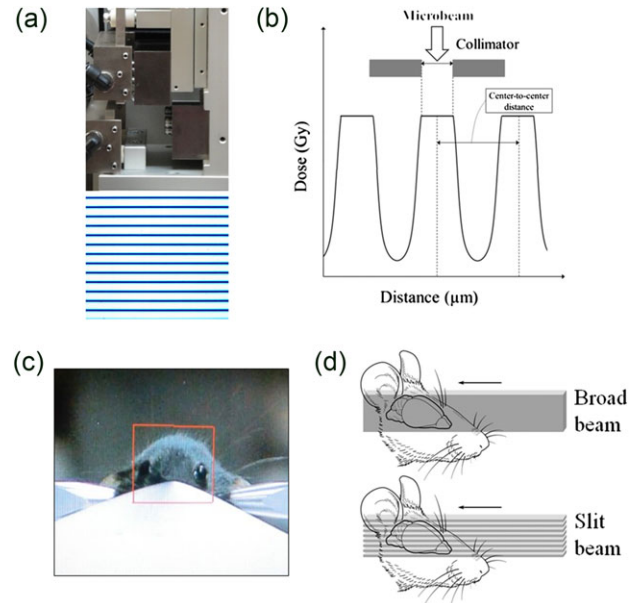 (a)
(b)
Microbeam
Collimator
Center-to-center
distance
Dose (Gy)
Distance (µm)
(c)
(d)
Broad
beam
Slit
beam